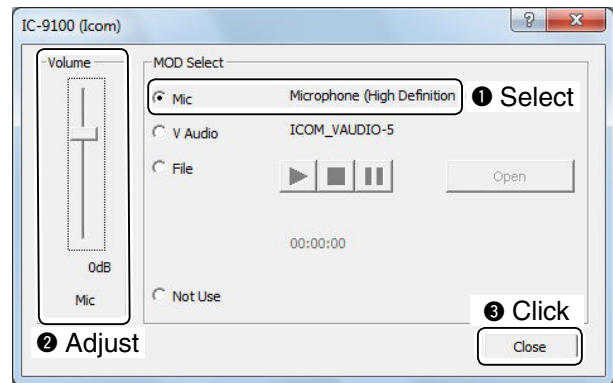 IC-9100 (Icom)
Volume
MOD Select
Mic Microphone (High Definition
❶ Select
V Audio ICOM_VAUDIO-5
File
Open
00:00:00
0dB
Mic
Not Use
❸ Click
❷ Adjust
Close